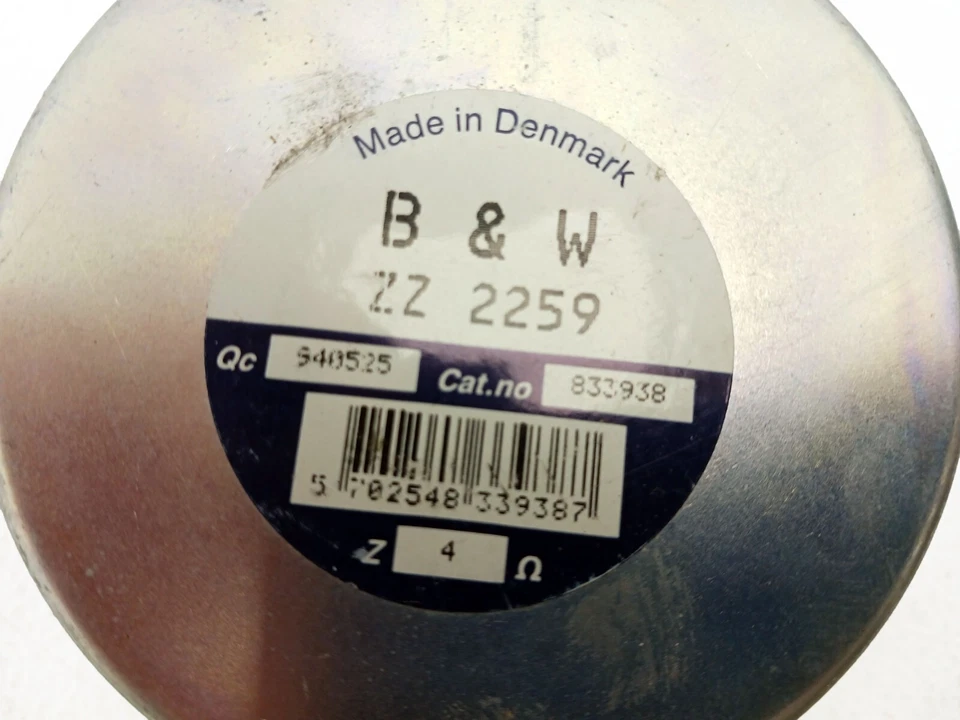 Made in Denmark
B & W
ZZ 2259
Qc 940525 Cat.no 833938
5 702548 339387
Z 4 Ω